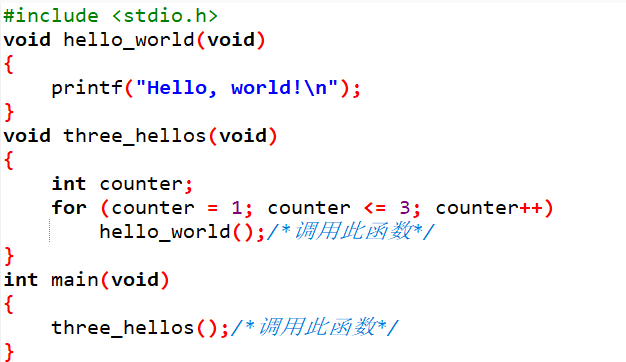 #include <stdio.h>
void hello_world(void)
{
    printf("Hello, world!\n");
}
void three_hellos(void)
{
    int counter;
    for (counter = 1; counter <= 3; counter++)
        hello_world();/*调用此函数*/
}
int main(void)
{
    three_hellos();/*调用此函数*/
}